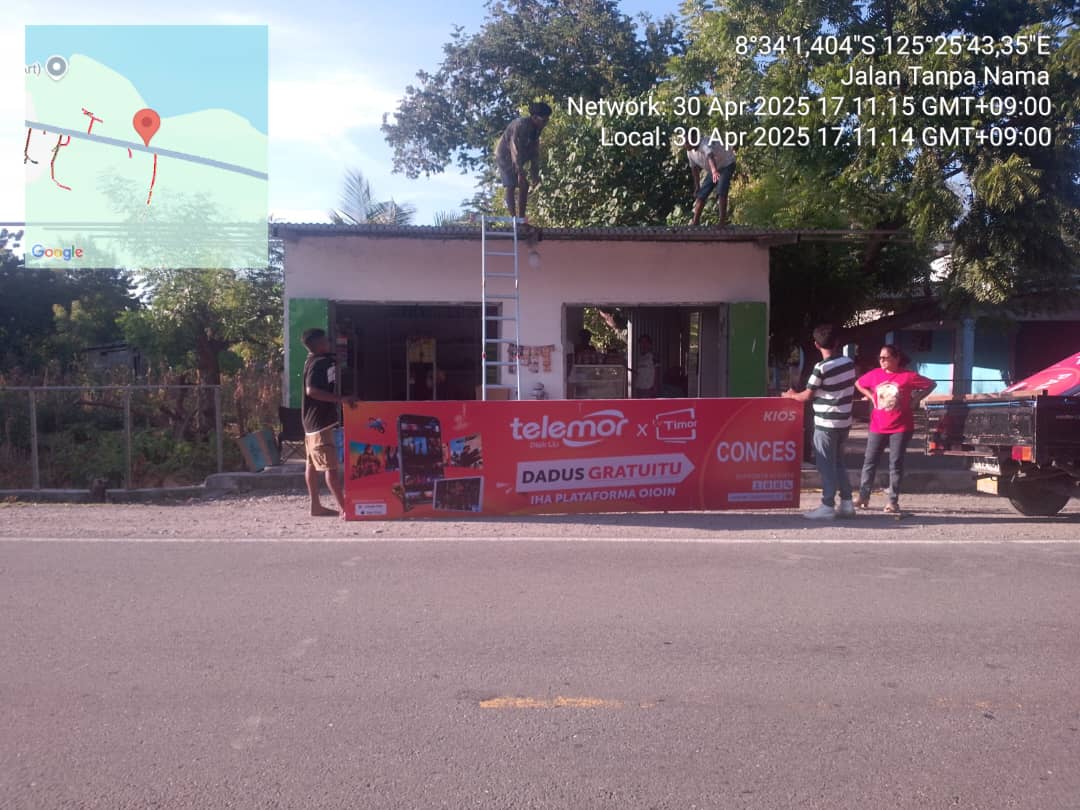 rt)
8°34'1,404"S 125°25'43,35"E
Jalan Tanpa Nama
Network: 30 Apr 2025 17.11.15 GMT+09:00
Local: 30 Apr 2025 17.11.14 GMT+09:00
Google
telemor x Timor
DADUS GRATUITU
IHA PLATAFORMA OIOIN
KIOS
CONCES